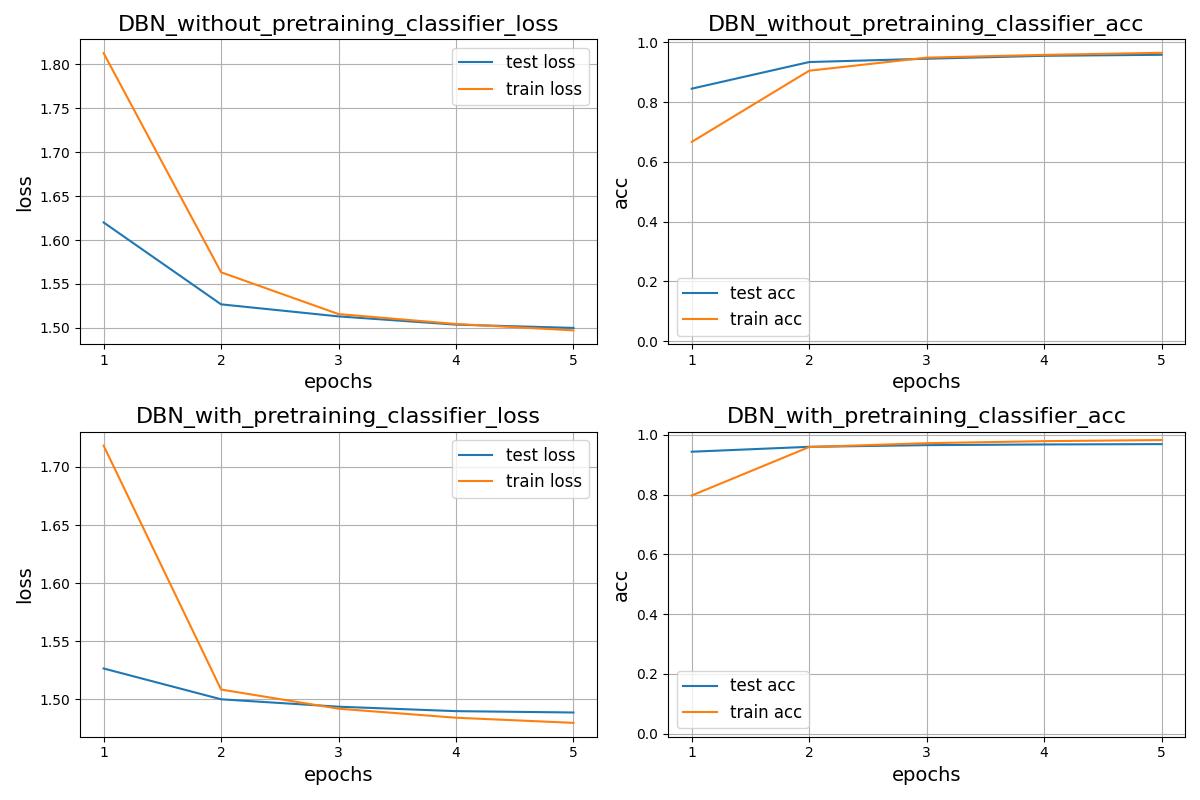 DBN_without_pretraining_classifier_loss
1.80
1.75
1.70
1.65
1.60
1.55
1.50
loss
test loss
train loss
1 2 3 4 5
epochs
DBN_without_pretraining_classifier_acc
1.0
0.8
0.6
0.4
0.2
0.0
acc
test acc
train acc
1 2 3 4 5
epochs
DBN_with_pretraining_classifier_loss
1.70
1.65
1.60
1.55
1.50
loss
test loss
train loss
1 2 3 4 5
epochs
DBN_with_pretraining_classifier_acc
1.0
0.8
0.6
0.4
0.2
0.0
acc
test acc
train acc
1 2 3 4 5
epochs